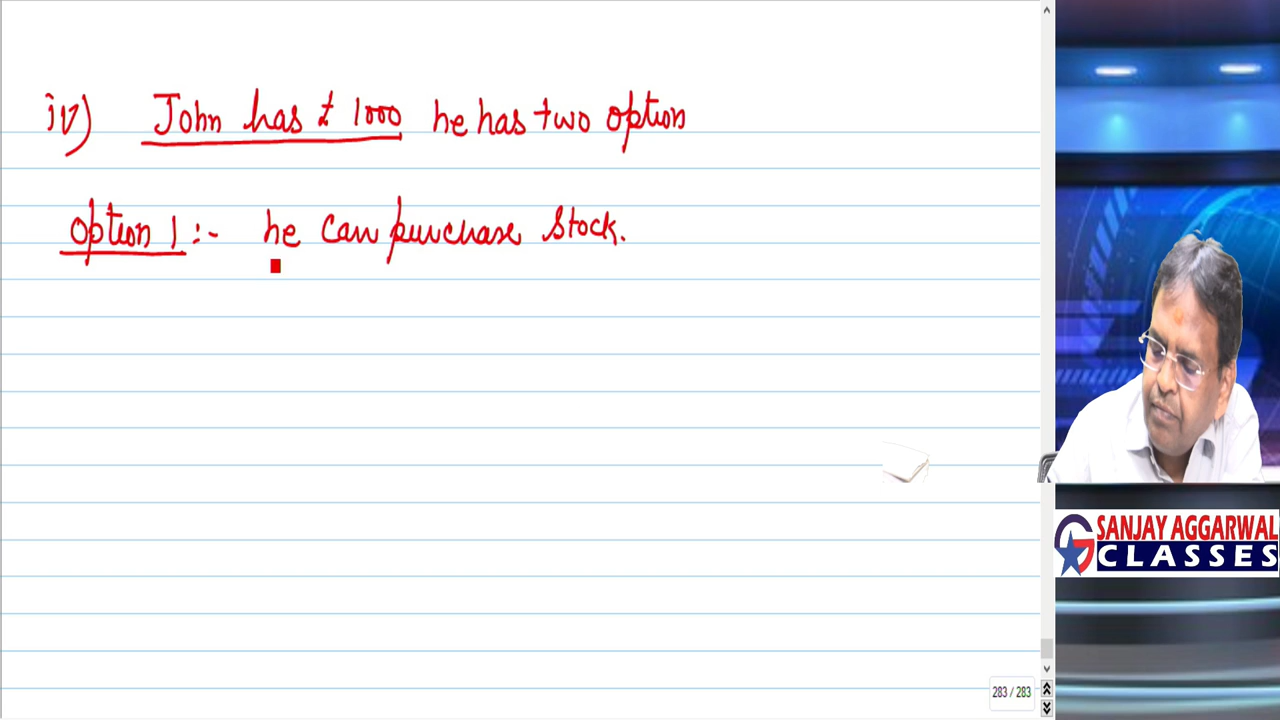 iv) John has £ 1000 he has two option
Option 1 :- he can purchase Stock.
283 / 283
SANJAY AGGARWAL
CLASSES